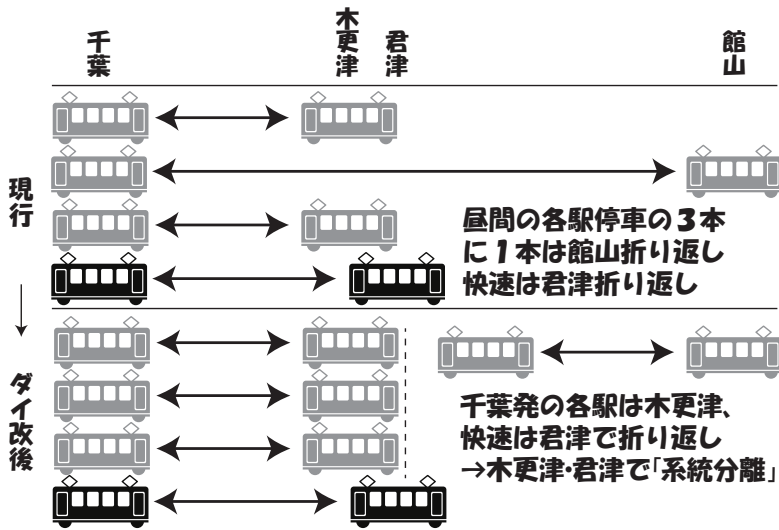 千葉
木更津
君津
館山
現行
昼間の各駅停車の3本
に1本は館山折り返し
快速は君津折り返し
ダイ改後
千葉発の各駅は木更津、
快速は君津で折り返し
→木更津・君津で「系統分離」